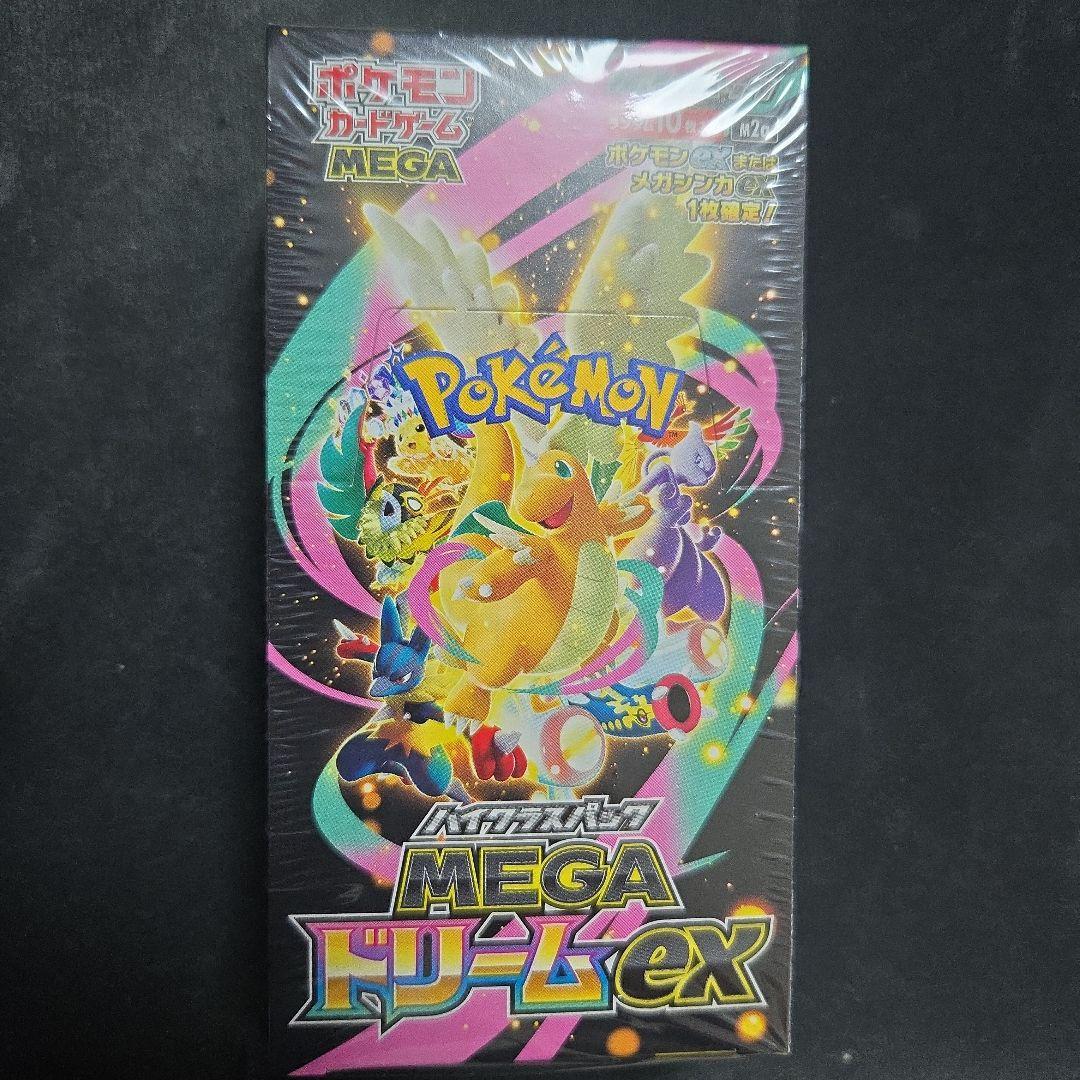 ポケモン
カードゲーム
MEGA
10
M2a
ポケモンexまたは
メガシンカex
1枚確定!
POKéMON
TM
ハイクラスパック
MEGA
ドリームex